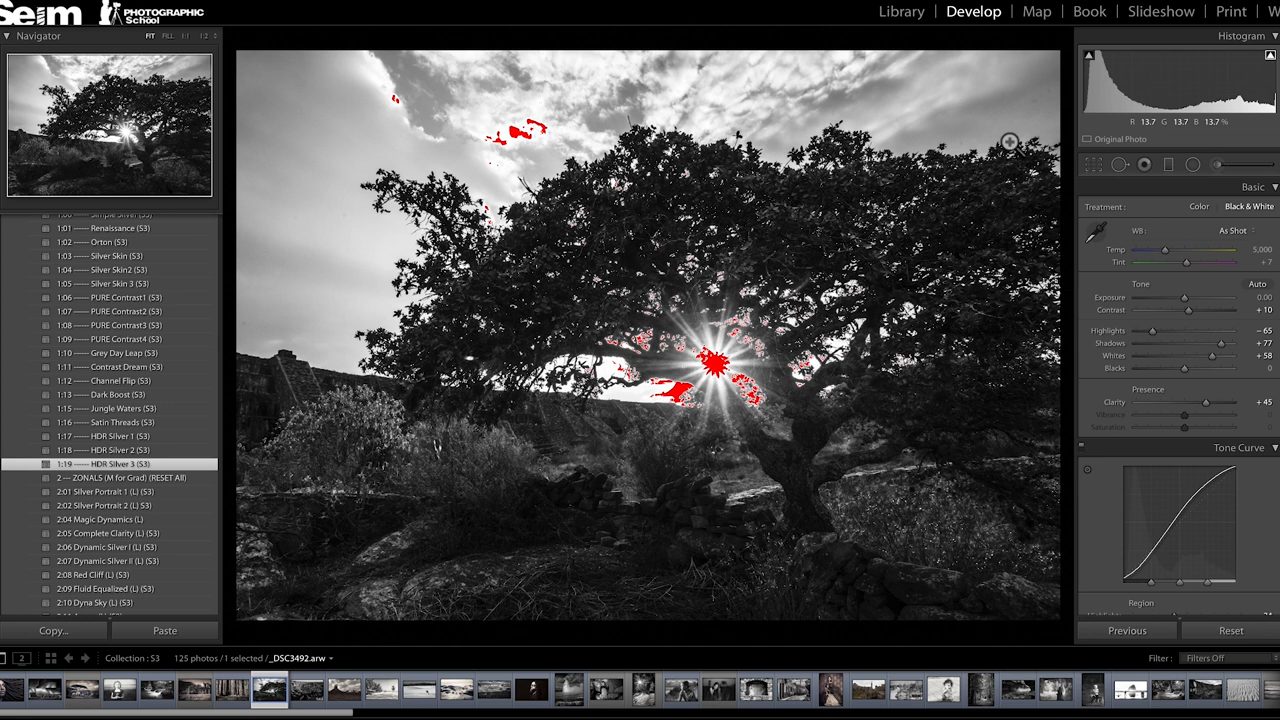 Seim PHOTOGRAPHIC School
Library | Develop | Map | Book | Slideshow | Print | W
Navigator FIT FILL 1:1 1:2
Histogram
R 13.7 G 13.7 B 13.7 %
Original Photo
Basic
Treatment : Color Black & White
WB : As Shot
Temp 5,000
Tint + 7
Tone Auto
Exposure 0.00
Contrast + 10
Highlights − 65
Shadows + 77
Whites + 58
Blacks 0
Presence
Clarity + 45
Vibrance
Saturation
Tone Curve
Region
1:00 —— Simple Silver (S3)
1:01 —— Renaissance (S3)
1:02 —— Orton (S3)
1:03 —— Silver Skin (S3)
1:04 —— Silver Skin2 (S3)
1:05 —— Silver Skin 3 (S3)
1:06 —— PURE Contrast1 (S3)
1:07 —— PURE Contrast2 (S3)
1:08 —— PURE Contrast3 (S3)
1:09 —— PURE Contrast4 (S3)
1:10 —— Grey Day Leap (S3)
1:11 —— Contrast Dream (S3)
1:12 —— Channel Flip (S3)
1:13 —— Dark Boost (S3)
1:15 —— Jungle Waters (S3)
1:16 —— Satin Threads (S3)
1:17 —— HDR Silver 1 (S3)
1:18 —— HDR Silver 2 (S3)
1:19 —— HDR Silver 3 (S3)
2 — ZONALS (M for Grad) (RESET All)
2:01 Silver Portrait 1 (L) (S3)
2:02 Silver Portrait 2 (L) (S3)
2:04 Magic Dynamics (L)
2:05 Complete Clarity (L) (S3)
2:06 Dynamic Silver I (L) (S3)
2:07 Dynamic Silver II (L) (S3)
2:08 Red Cliff (L) (S3)
2:09 Fluid Equalized (L) (S3)
2:10 Dyna Sky (L) (S3)
Copy... Paste
Previous Reset
2 Collection : S3 125 photos / 1 selected / _DSC3492.arw
Filter : Filters Off